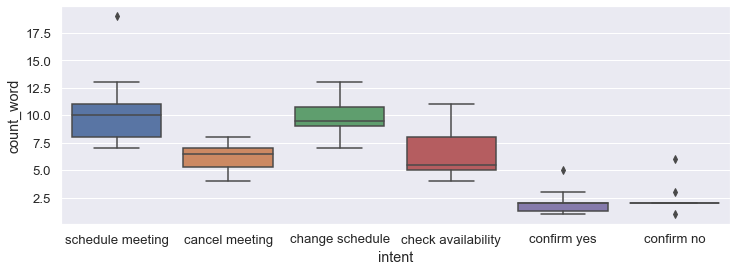 17.5
15.0
12.5
10.0
7.5
5.0
2.5
count_word
schedule meeting cancel meeting change schedule check availability confirm yes confirm no
intent